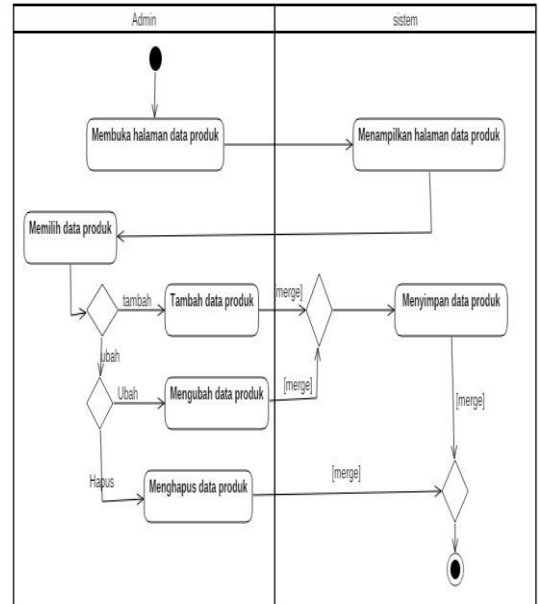 Admin
sistem
Membuka halaman data produk
Menampilkan halaman data produk
Memilih data produk
tambah
Tambah data produk
merge]
Menyimpan data produk
ubah
Ubah
Mengubah data produk
[merge]
[merge]
Hapus
Menghapus data produk
[merge]